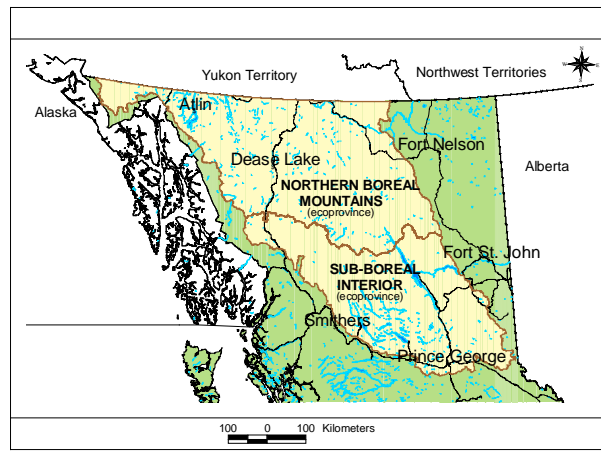 Yukon Territory
Northwest Territories
N
W E
S
Alaska
Atlin
Fort Nelson
Dease Lake
Alberta
NORTHERN BOREAL
MOUNTAINS
(ecoprovince)
Fort St. John
SUB-BOREAL
INTERIOR
(ecoprovince)
Smithers
Prince George
100 0 100 Kilometers